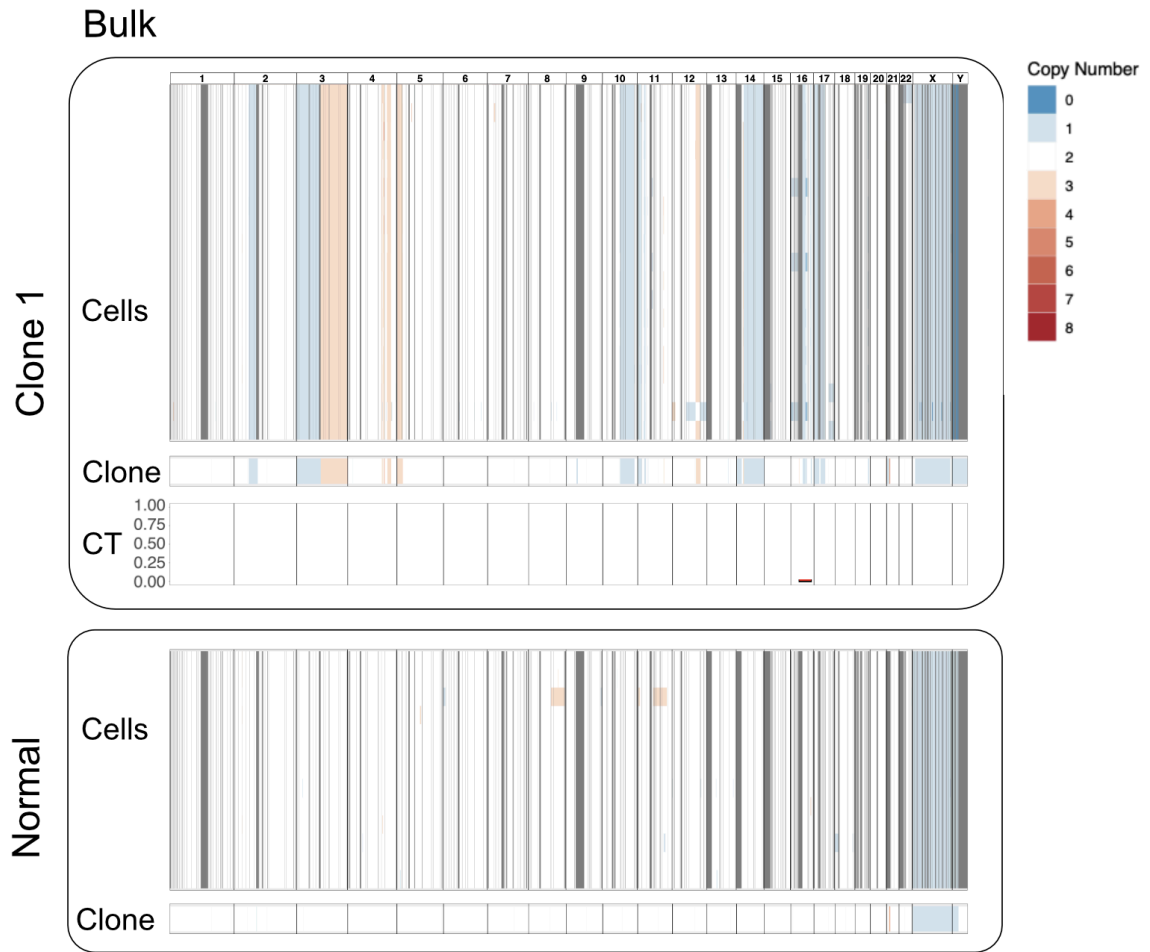 Bulk
Clone 1
1 2 3 4 5 6 7 8 9 10 11 12 13 14 15 16 17 18 19 20 21 22 X Y
Cells
Clone
CT
1.00
0.75
0.50
0.25
0.00
Copy Number
0
1
2
3
4
5
6
7
8
Normal
Cells
Clone